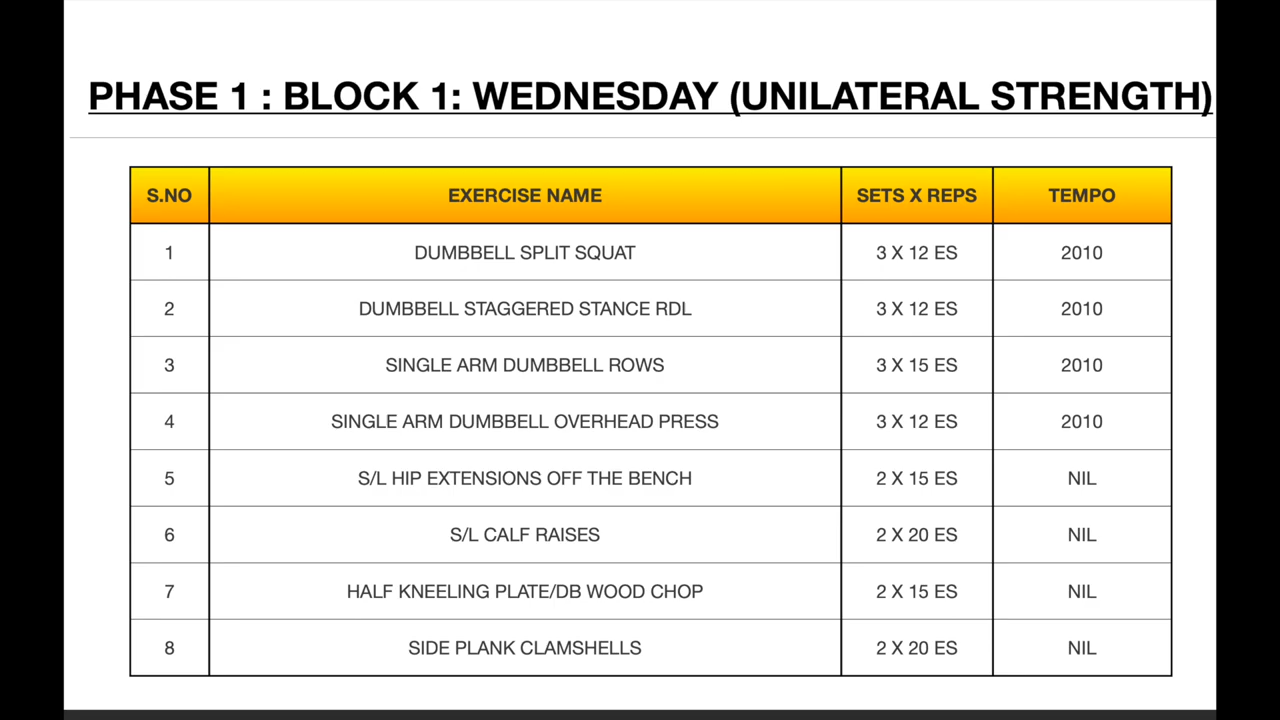 PHASE 1 : BLOCK 1: WEDNESDAY (UNILATERAL STRENGTH)
S.NO EXERCISE NAME SETS X REPS TEMPO
1 DUMBBELL SPLIT SQUAT 3 X 12 ES 2010
2 DUMBBELL STAGGERED STANCE RDL 3 X 12 ES 2010
3 SINGLE ARM DUMBBELL ROWS 3 X 15 ES 2010
4 SINGLE ARM DUMBBELL OVERHEAD PRESS 3 X 12 ES 2010
5 S/L HIP EXTENSIONS OFF THE BENCH 2 X 15 ES NIL
6 S/L CALF RAISES 2 X 20 ES NIL
7 HALF KNEELING PLATE/DB WOOD CHOP 2 X 15 ES NIL
8 SIDE PLANK CLAMSHELLS 2 X 20 ES NIL